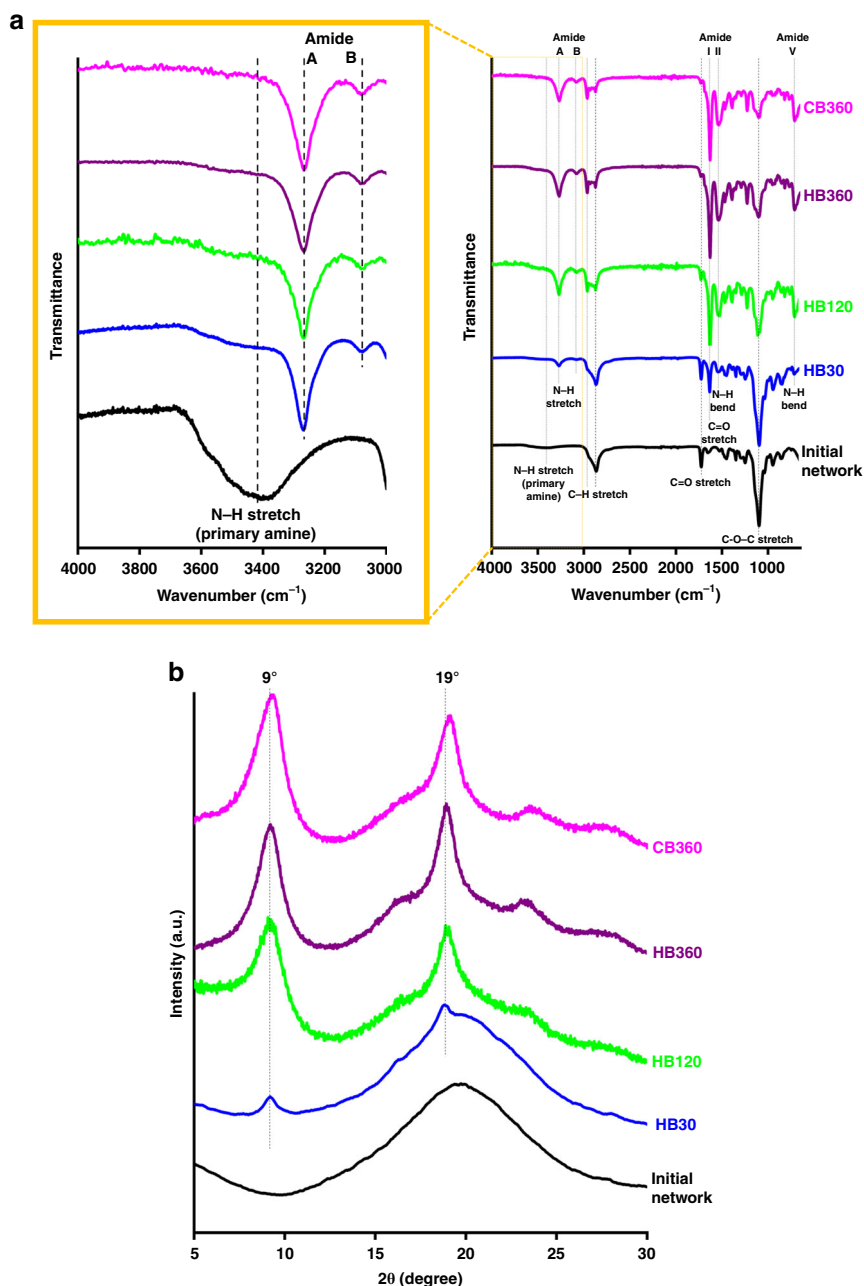 a
Amide
A
B
Transmittance
N–H stretch
(primary amine)
4000
3800
3600
3400
3200
3000
Wavenumber (cm⁻¹)
Amide
A B
Amide
I II
Amide
V
CB360
HB360
HB120
HB30
Initial
network
Transmittance
N–H
stretch
N–H
bend
N–H
bend
C=O
stretch
N–H stretch
(primary
amine)
C–H stretch
C=O stretch
C-O–C stretch
4000
3500
3000
2500
2000
1500
1000
Wavenumber (cm⁻¹)
b
9°
19°
CB360
HB360
HB120
HB30
Initial
network
Intensity (a.u.)
5
10
15
20
25
30
2θ (degree)